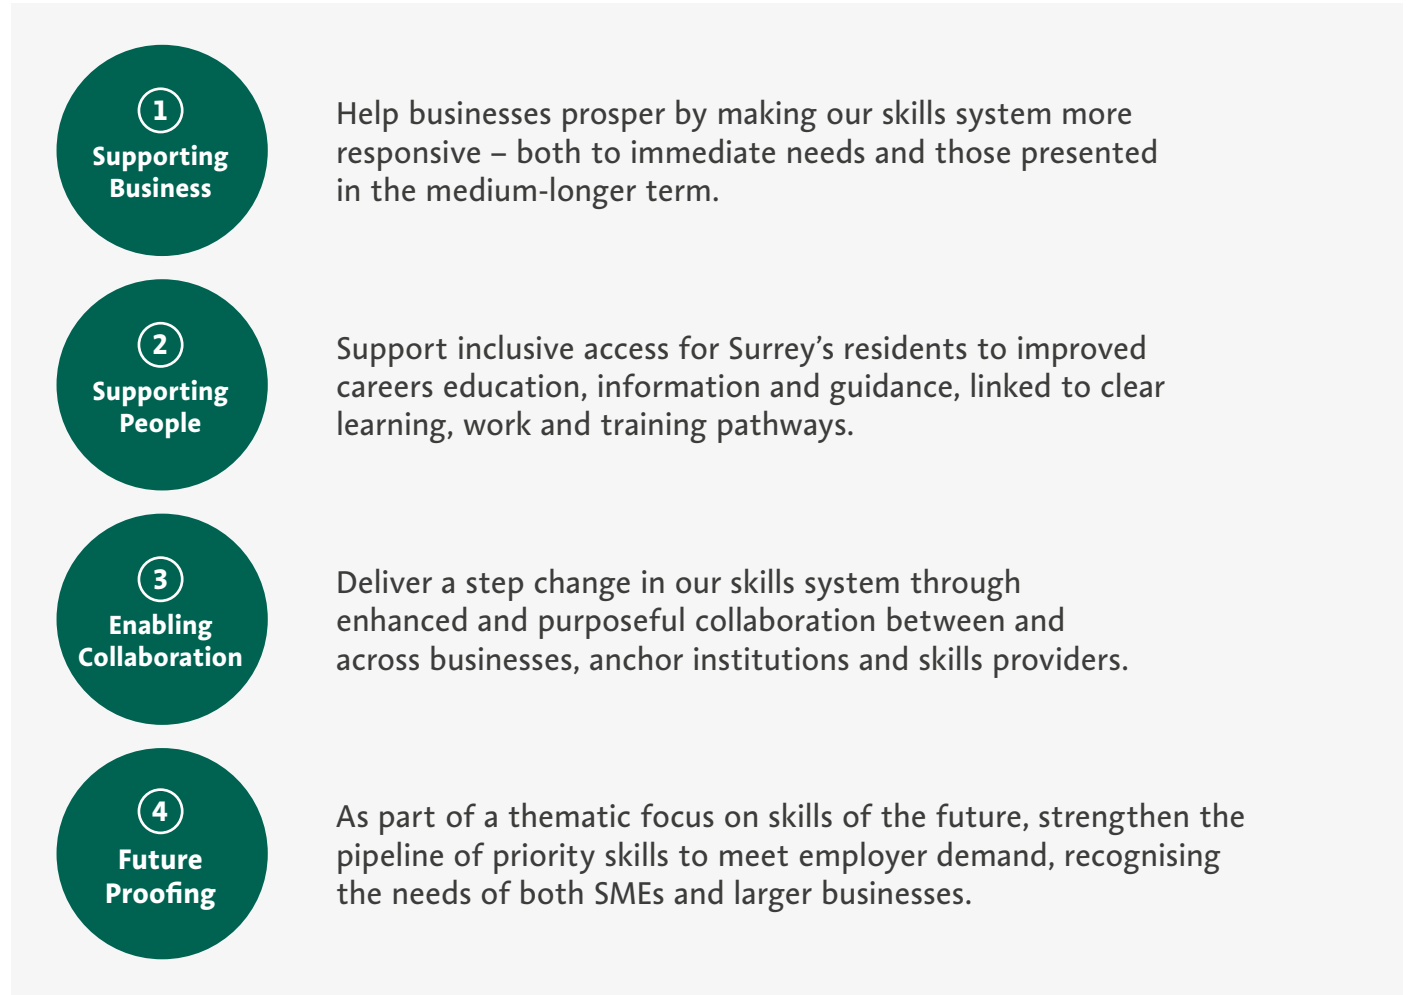 1
Supporting
Business
Help businesses prosper by making our skills system more
responsive – both to immediate needs and those presented
in the medium-longer term.
2
Supporting
People
Support inclusive access for Surrey’s residents to improved
careers education, information and guidance, linked to clear
learning, work and training pathways.
3
Enabling
Collaboration
Deliver a step change in our skills system through
enhanced and purposeful collaboration between and
across businesses, anchor institutions and skills providers.
4
Future
Proofing
As part of a thematic focus on skills of the future, strengthen the
pipeline of priority skills to meet employer demand, recognising
the needs of both SMEs and larger businesses.